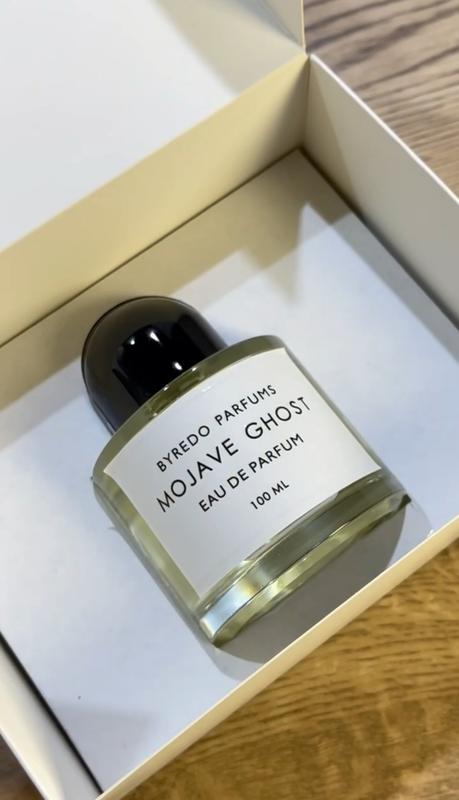 BYREDO PARFUMS
MOJAVE GHOST
EAU DE PARFUM
100 ML